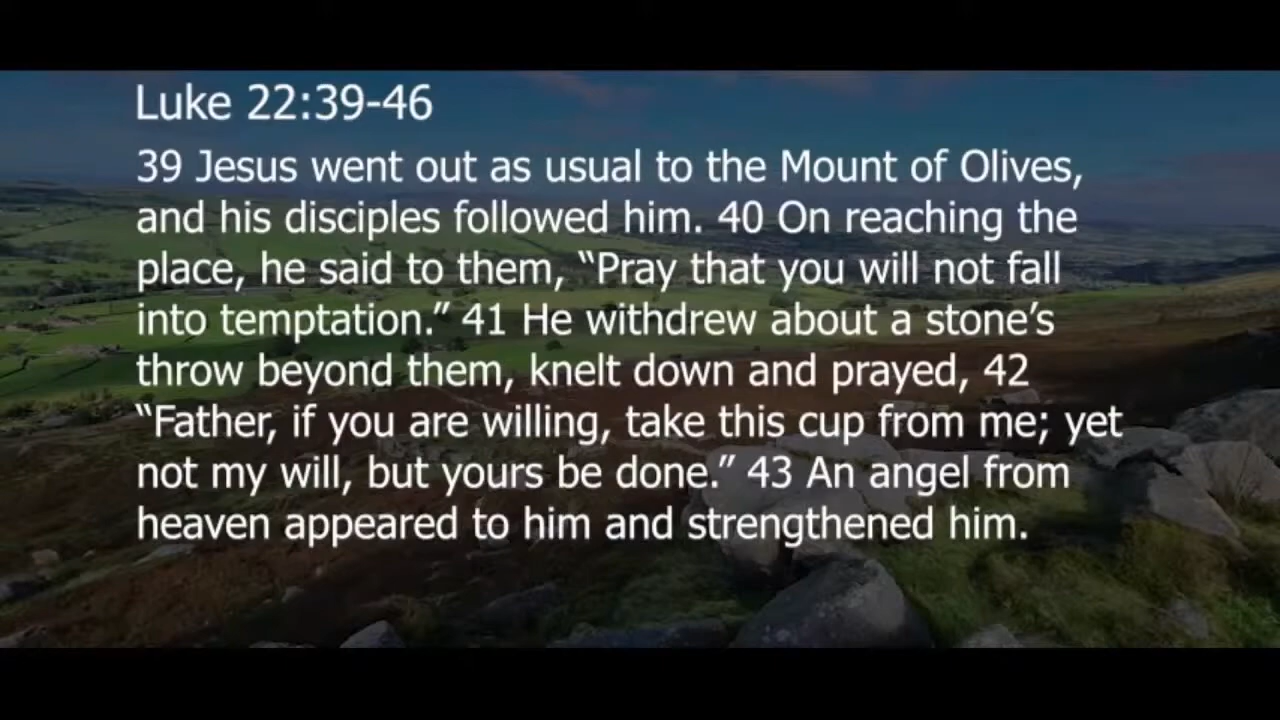 Luke 22:39-46
39 Jesus went out as usual to the Mount of Olives,
and his disciples followed him. 40 On reaching the
place, he said to them, “Pray that you will not fall
into temptation.” 41 He withdrew about a stone’s
throw beyond them, knelt down and prayed, 42
“Father, if you are willing, take this cup from me; yet
not my will, but yours be done.” 43 An angel from
heaven appeared to him and strengthened him.